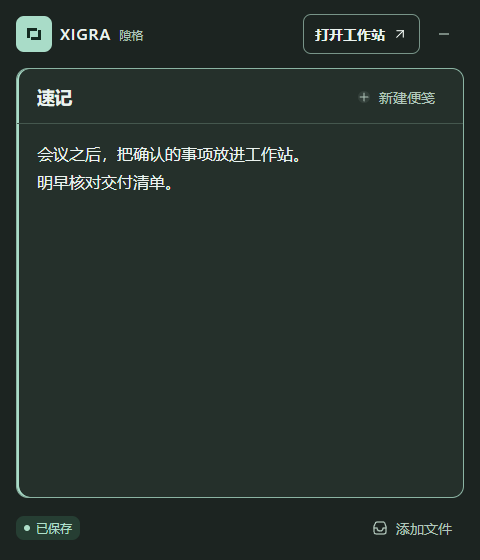 XIGRA 隐格
打开工作站
速记
新建便笺
会议之后，把确认的事项放进工作站。
明早核对交付清单。
已保存
添加文件